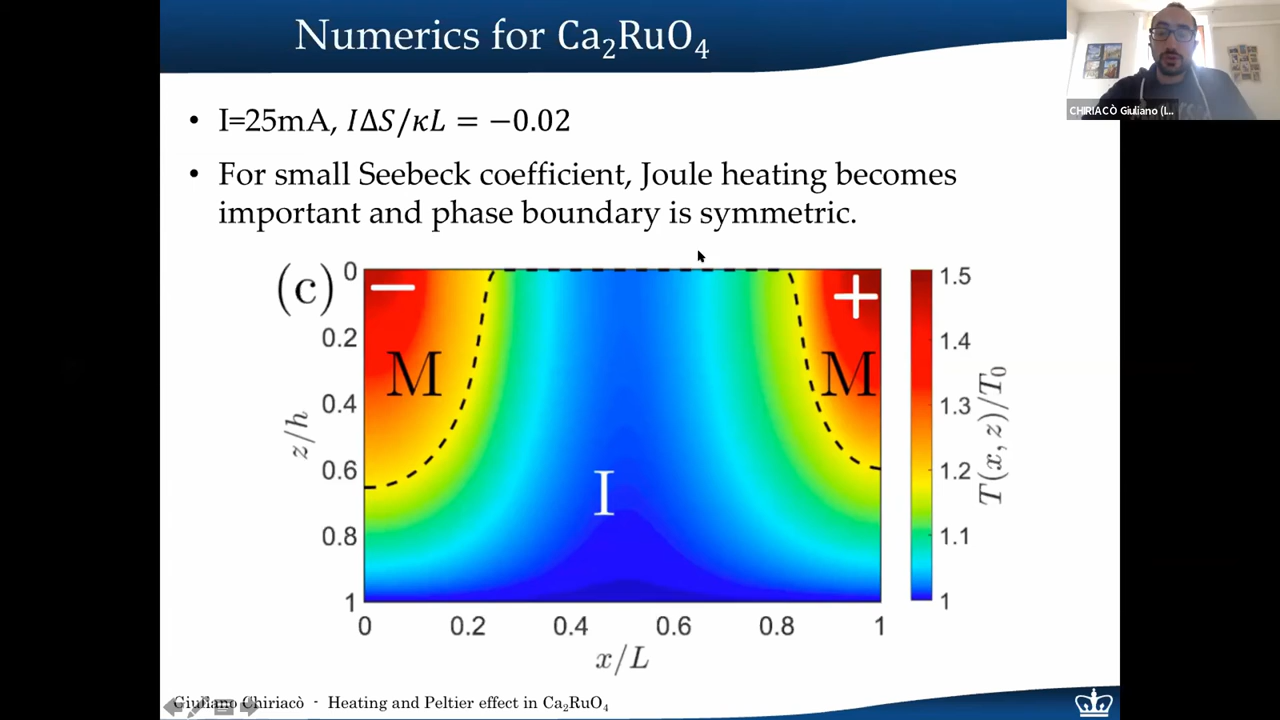 Numerics for Ca₂RuO₄
• I=25mA, IΔS/κL = −0.02
• For small Seebeck coefficient, Joule heating becomes
important and phase boundary is symmetric.
CHIRIACÒ Giuliano (I...
(c)
0
0.2
0.4
0.6
0.8
1
z/h
−
+
M
M
I
0
0.2
0.4
0.6
0.8
1
x/L
1.5
1.4
1.3
1.2
1.1
1
T(x, z)/T₀
Giuliano Chiriacò - Heating and Peltier effect in Ca₂RuO₄